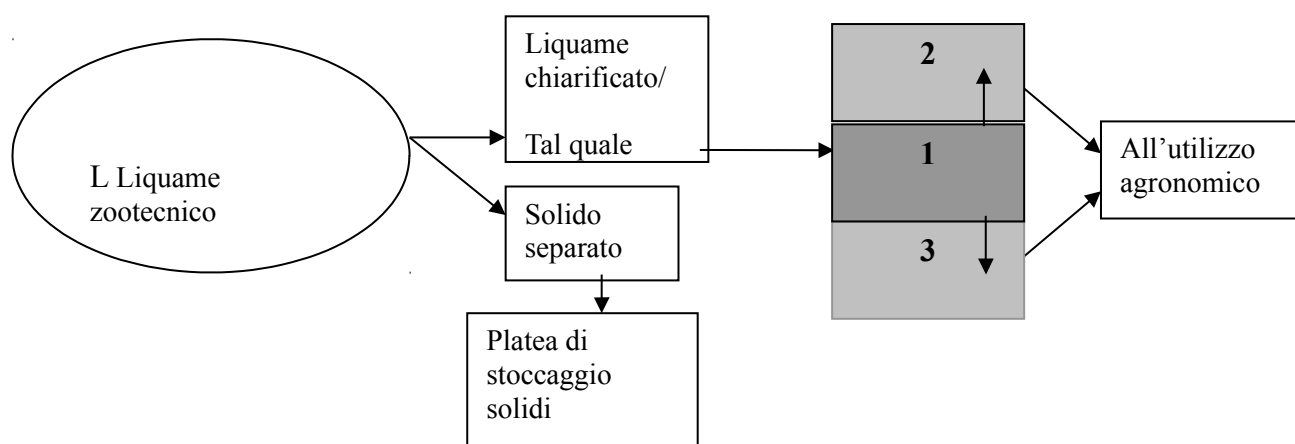 L Liquame
zootecnico
Liquame
chiarificato/
Tal quale
Solido
separato
Platea di
stoccaggio
solidi
2
1
3
All’utilizzo
agronomico